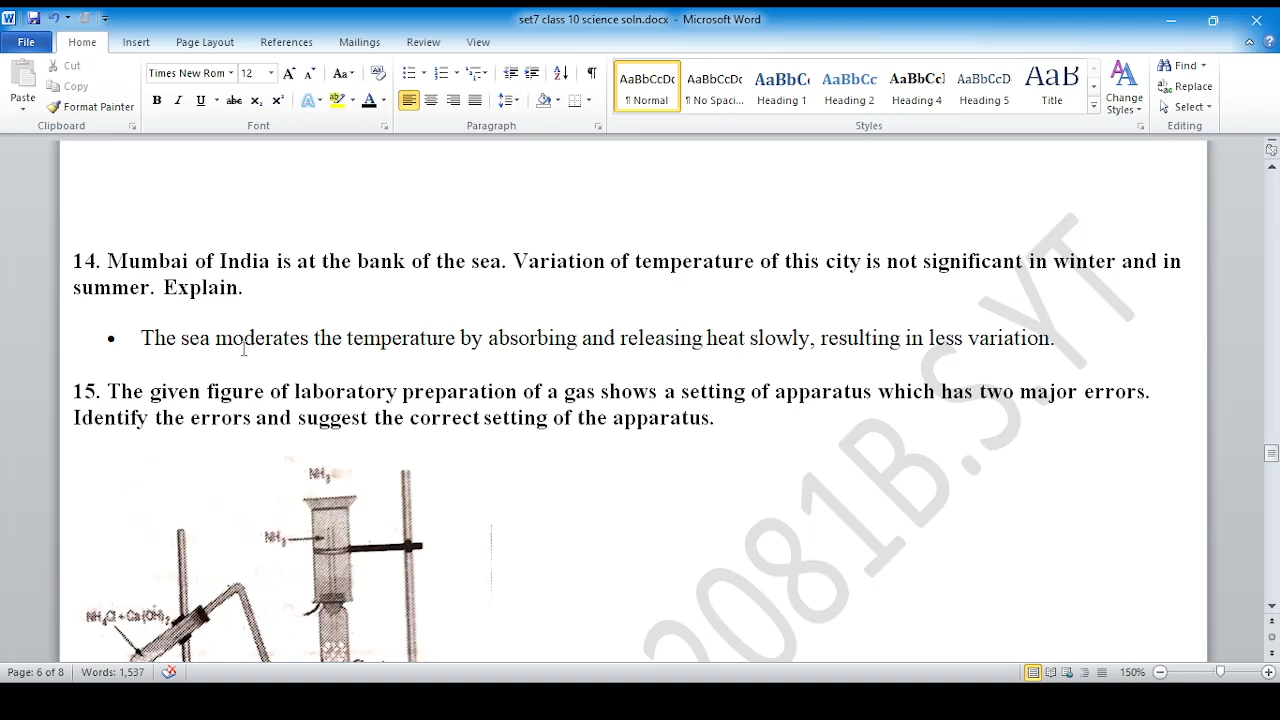 set7 class 10 science soln.docx - Microsoft Word
File Home Insert Page Layout References Mailings Review View
Paste
Cut
Copy
Format Painter
Clipboard
Times New Rom 12
Font
Paragraph
AaBbCcDc AaBbCcDc AaBbC AaBbCc AaBbCcI AaBbCcD AaB
¶ Normal ¶ No Spaci... Heading 1 Heading 2 Heading 4 Heading 5 Title
Styles
Change Styles
Find
Replace
Select
Editing
14. Mumbai of India is at the bank of the sea. Variation of temperature of this city is not significant in winter and in
summer. Explain.
• The sea moderates the temperature by absorbing and releasing heat slowly, resulting in less variation.
15. The given figure of laboratory preparation of a gas shows a setting of apparatus which has two major errors.
Identify the errors and suggest the correct setting of the apparatus.
NH3
NH3
NH4Cl + Ca(OH)2
2081B.S.YT
Page: 6 of 8 Words: 1,537 150%